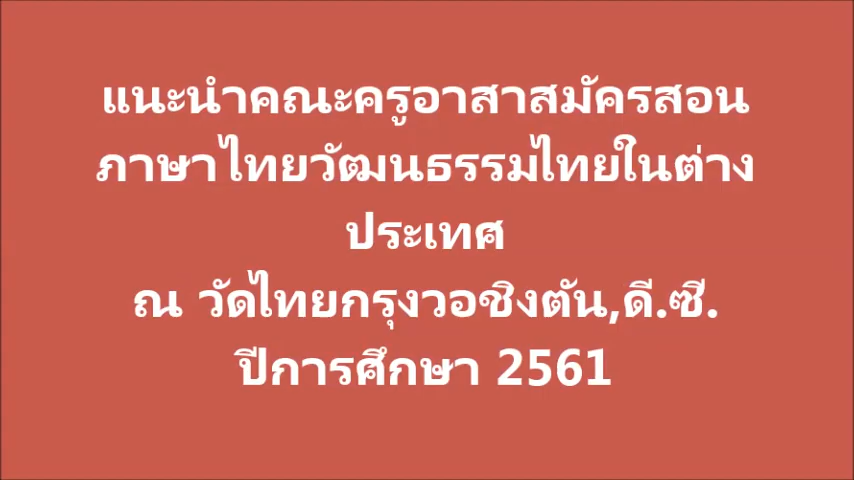 แนะนำคณะครูอาสาสมัครสอน
ภาษาไทยวัฒนธรรมไทยในต่าง
ประเทศ
ณ วัดไทยกรุงวอชิงตัน,ดี.ซี.
ปีการศึกษา 2561